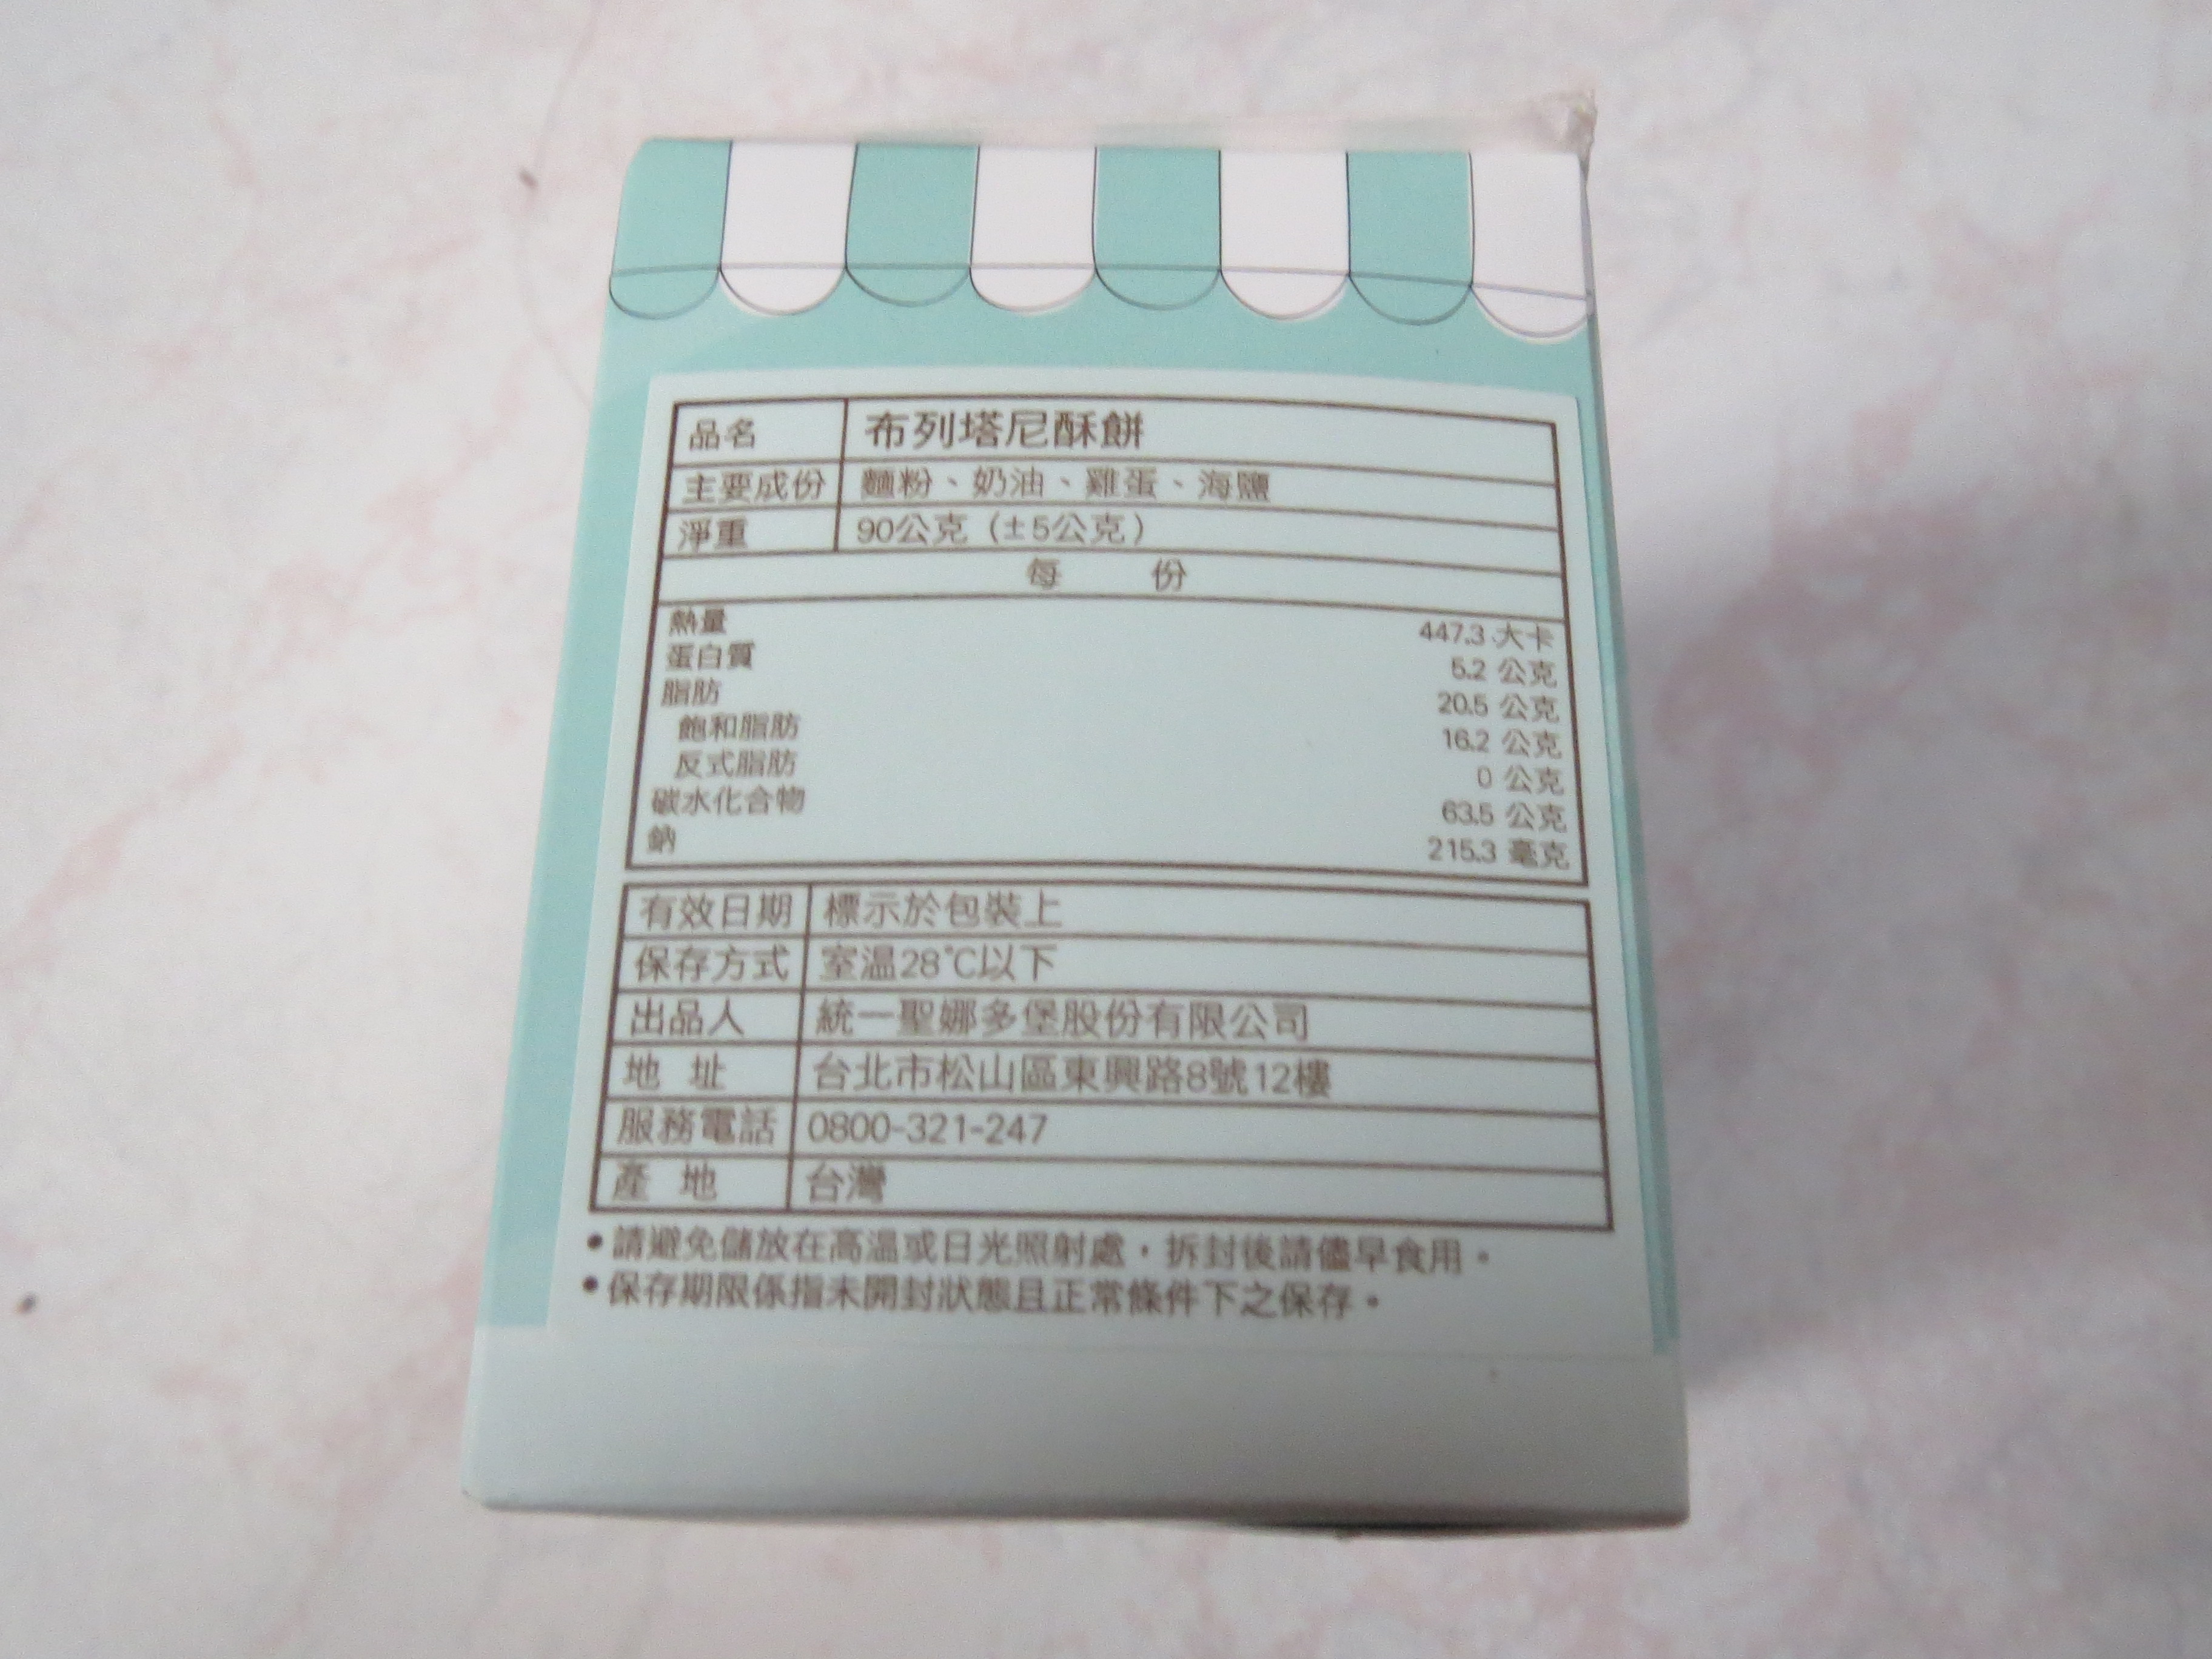 品名 布列塔尼酥餅
主要成份 麵粉、奶油、雞蛋、海鹽
淨重 90公克(±5公克)
每 份
熱量 447.3 大卡
蛋白質 5.2 公克
脂肪 20.5 公克
飽和脂肪 16.2 公克
反式脂肪 0 公克
碳水化合物 63.5 公克
鈉 215.3 毫克
有效日期 標示於包裝上
保存方式 室溫28℃以下
出品人 統一聖娜多堡股份有限公司
地 址 台北市松山區東興路8號12樓
服務電話 0800-321-247
產 地 台灣
•請避免儲放在高溫或日光照射處,拆封後請儘早食用。
•保存期限係指未開封狀態且正常條件下之保存。